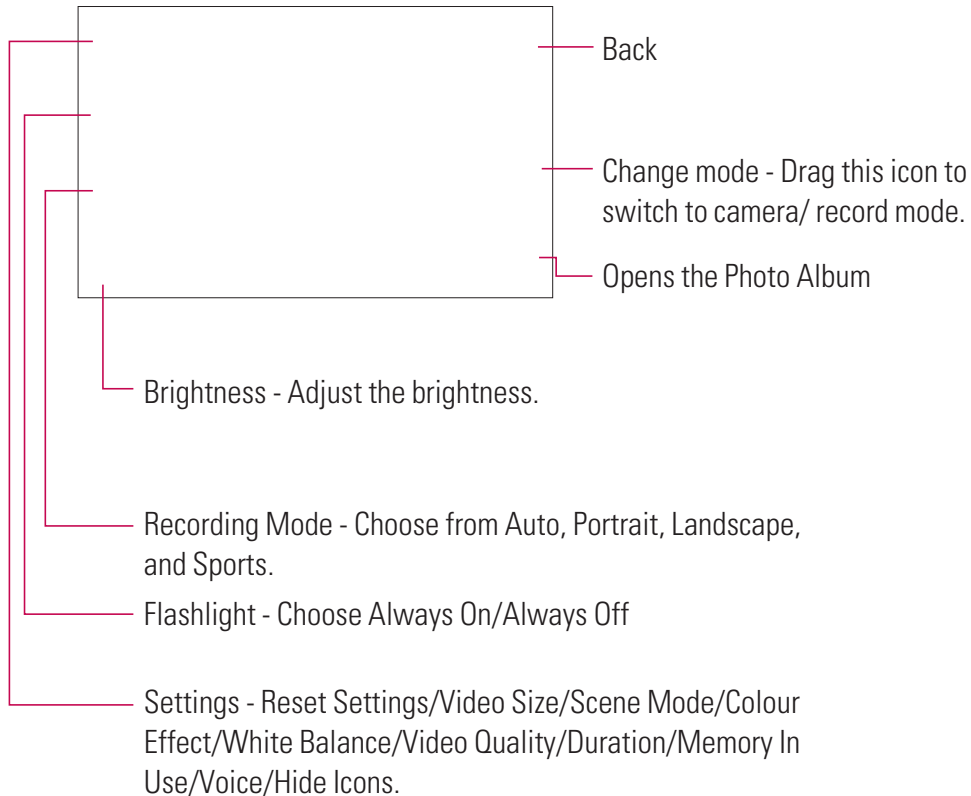 Back
Change mode - Drag this icon to
switch to camera/ record mode.
Opens the Photo Album
Brightness - Adjust the brightness.
Recording Mode - Choose from Auto, Portrait, Landscape,
and Sports.
Flashlight - Choose Always On/Always Off
Settings - Reset Settings/Video Size/Scene Mode/Colour
Effect/White Balance/Video Quality/Duration/Memory In
Use/Voice/Hide Icons.